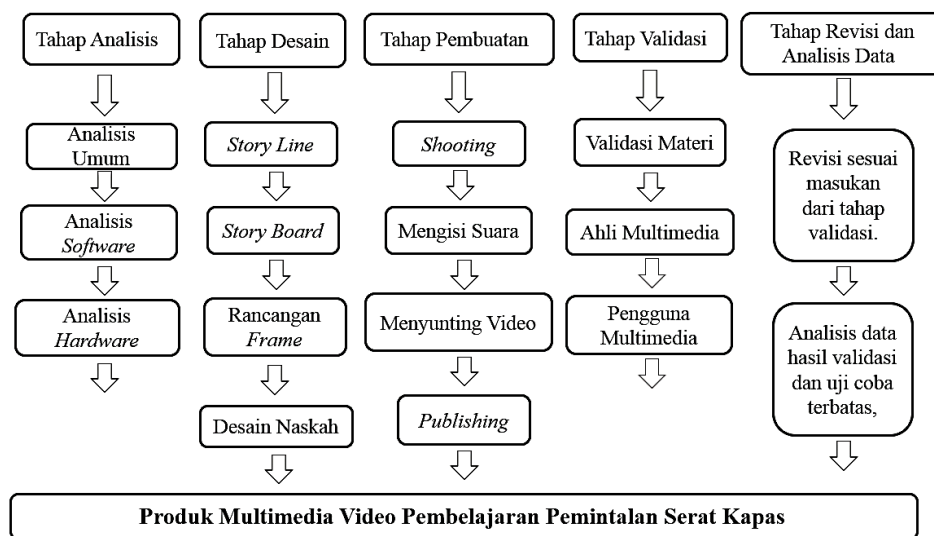 Tahap Analisis
Analisis
Umum
Analisis
Software
Analisis
Hardware
Tahap Desain
Story Line
Story Board
Rancangan
Frame
Desain Naskah
Tahap Pembuatan
Shooting
Mengisi Suara
Menyunting Video
Publishing
Tahap Validasi
Validasi Materi
Ahli Multimedia
Pengguna
Multimedia
Tahap Revisi dan
Analisis Data
Revisi sesuai
masukan
dari tahap
validasi.
Analisis data
hasil validasi
dan uji coba
terbatas,
Produk Multimedia Video Pembelajaran Pemintalan Serat Kapas